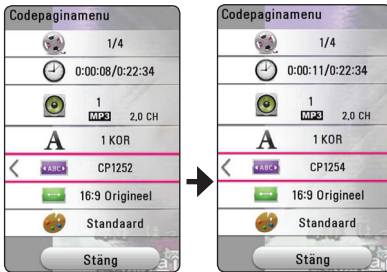 Codepaginamenu
1/4
0:00:08/0:22:34
1
MP3 2,0 CH
A 1 KOR
ABC CP1252
16:9 Origineel
Standaard
Stäng
Codepaginamenu
1/4
0:00:11/0:22:34
1
MP3 2,0 CH
A 1 KOR
ABC CP1254
16:9 Origineel
Standaard
Stäng